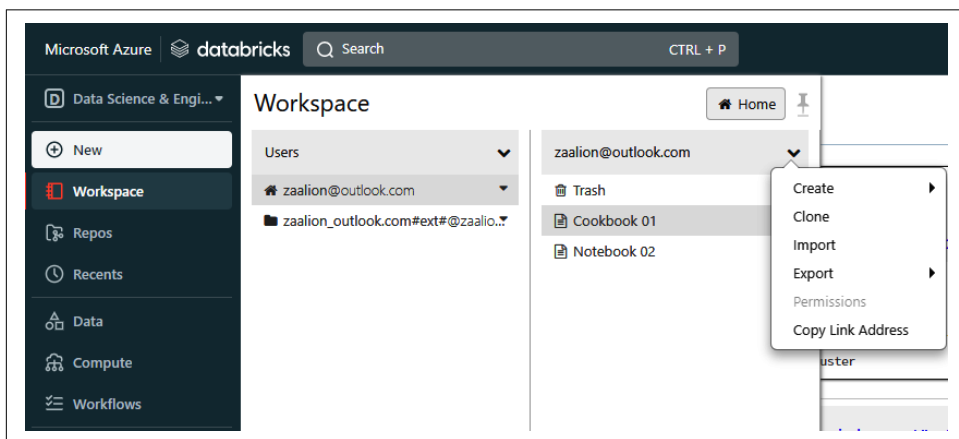 Microsoft Azure databricks Search CTRL + P
D Data Science & Engi...
New
Workspace
Repos
Recents
Data
Compute
Workflows
Workspace
Home
Users
zaalion@outlook.com
zaalion_outlook.com#ext#@zaalio...
zaalion@outlook.com
Trash
Cookbook 01
Notebook 02
Create
Clone
Import
Export
Permissions
Copy Link Address
uster